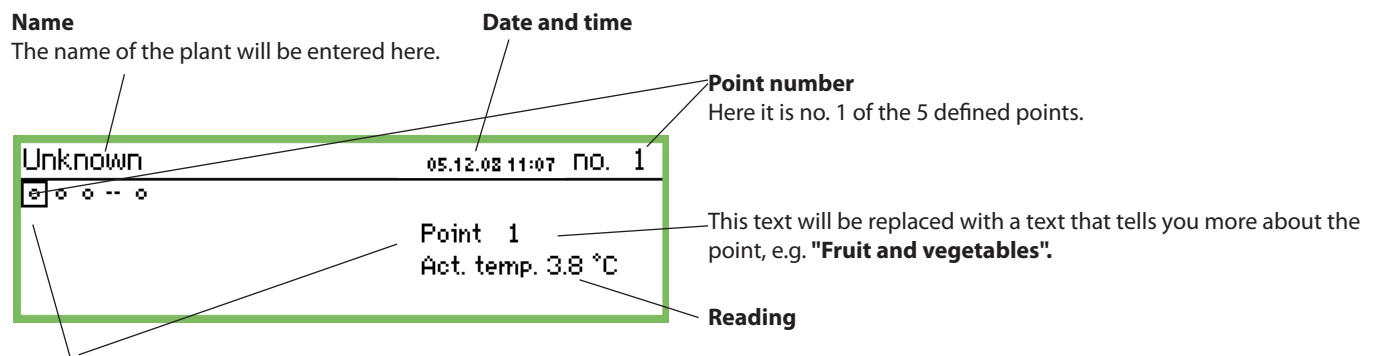 Name
The name of the plant will be entered here.
Date and time
Point number
Here it is no. 1 of the 5 defined points.
Unknown 05.12.08 11:07 no. 1
o o o -- o
Point 1
Act. temp. 3.8 °C
This text will be replaced with a text that tells you more about the
point, e.g. "Fruit and vegetables".
Reading